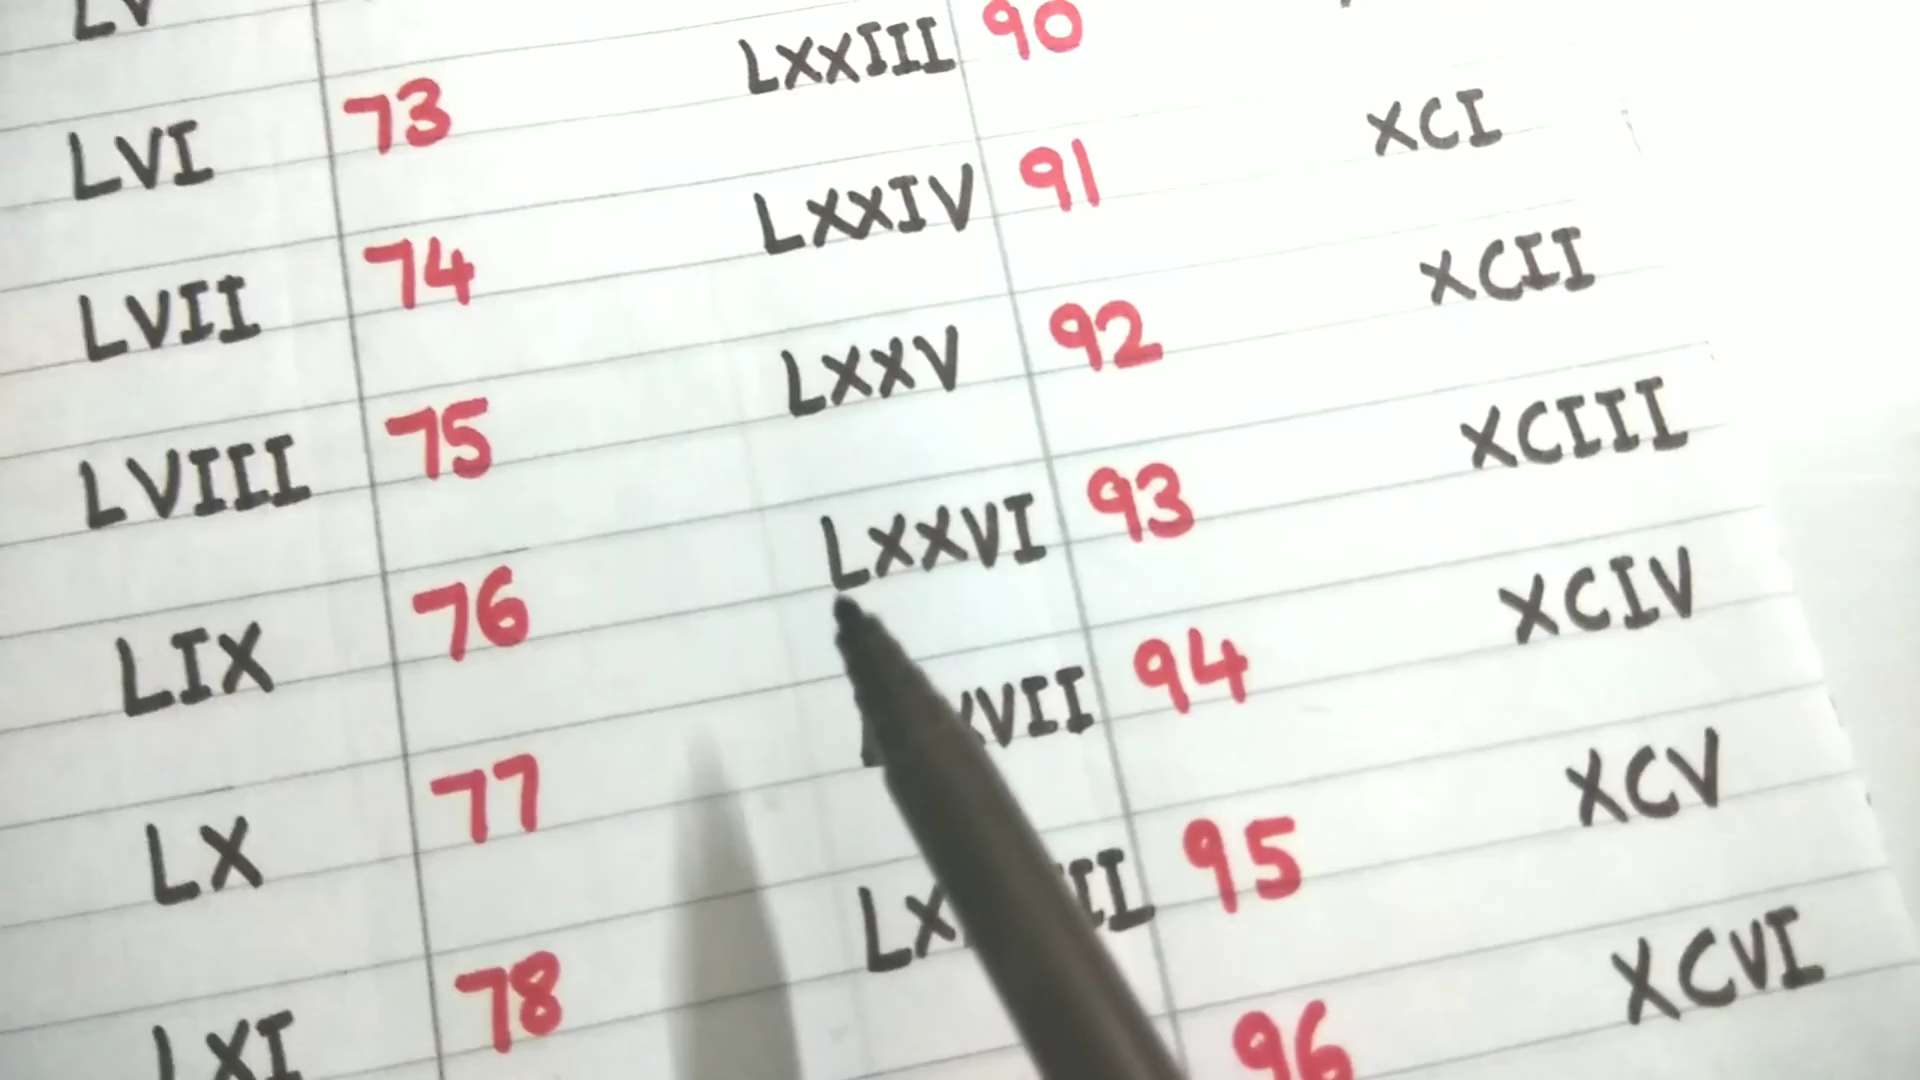 LV
LXXIII 90
LVI 73 XCI
LXXIV 91
LVII 74 XCII
LXXV 92
LVIII 75 XCIII
LXXVI 93
LIX 76 XCIV
94
LX 77 XCV
95
LXI 78 XCVI
96